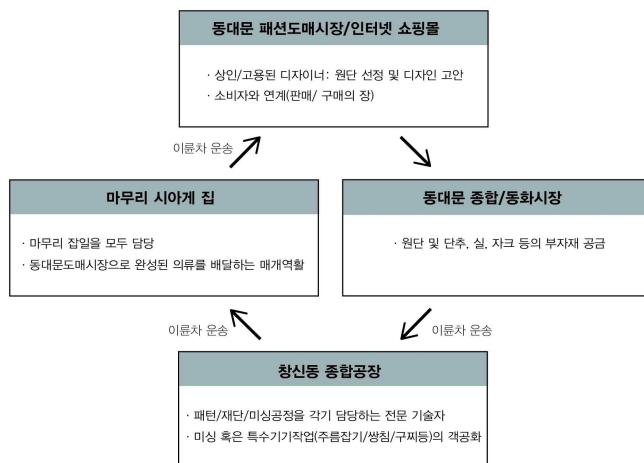 동대문 패션도매시장/인터넷 쇼핑몰
· 상인/고용된 디자이너: 원단 선정 및 디자인 고안
· 소비자와 연계(판매/ 구매의 장)
이륜차 운송
마무리 시아게 집
· 마무리 잡일을 모두 담당
· 동대문도매시장으로 완성된 의류를 배달하는 매개역활
동대문 종합/동화시장
· 원단 및 단추, 실, 자크 등의 부자재 공금
이륜차 운송
이륜차 운송
창신동 종합공장
· 패턴/재단/미싱공정을 각기 담당하는 전문 기술자
· 미싱 혹은 특수기기작업(주름잡기/쌍침/구찌등)의 객공화